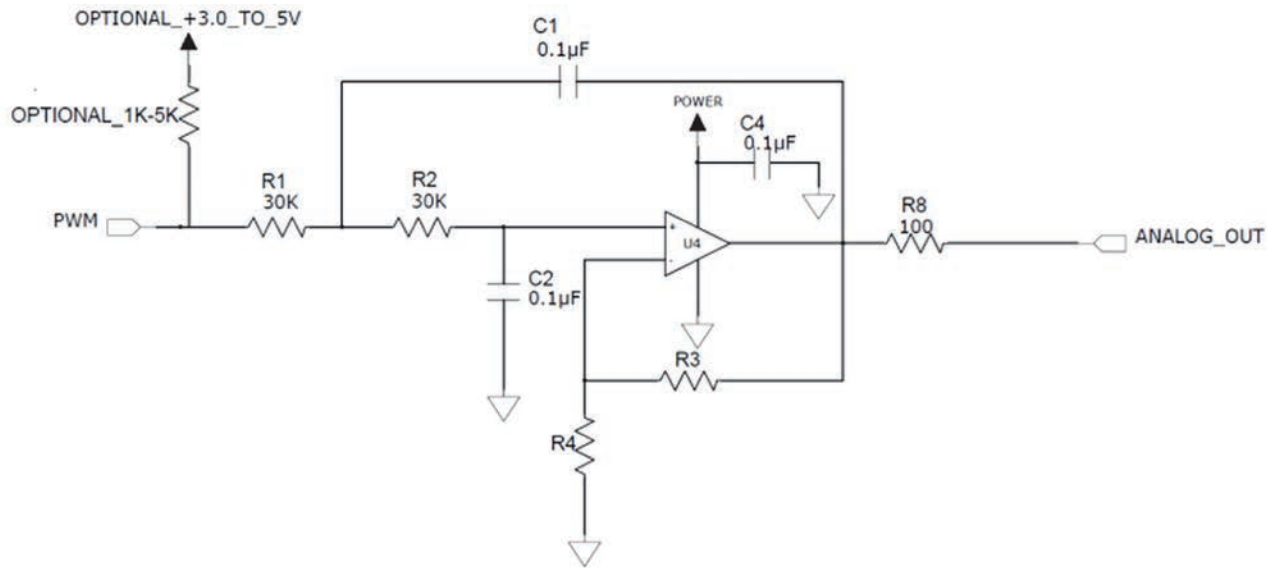 OPTIONAL_+3.0_TO_5V
OPTIONAL_1K-5K
C1
0.1µF
POWER
C4
0.1µF
R1
30K
R2
30K
PWM
+
U4
-
R8
100
ANALOG_OUT
C2
0.1µF
R3
R4